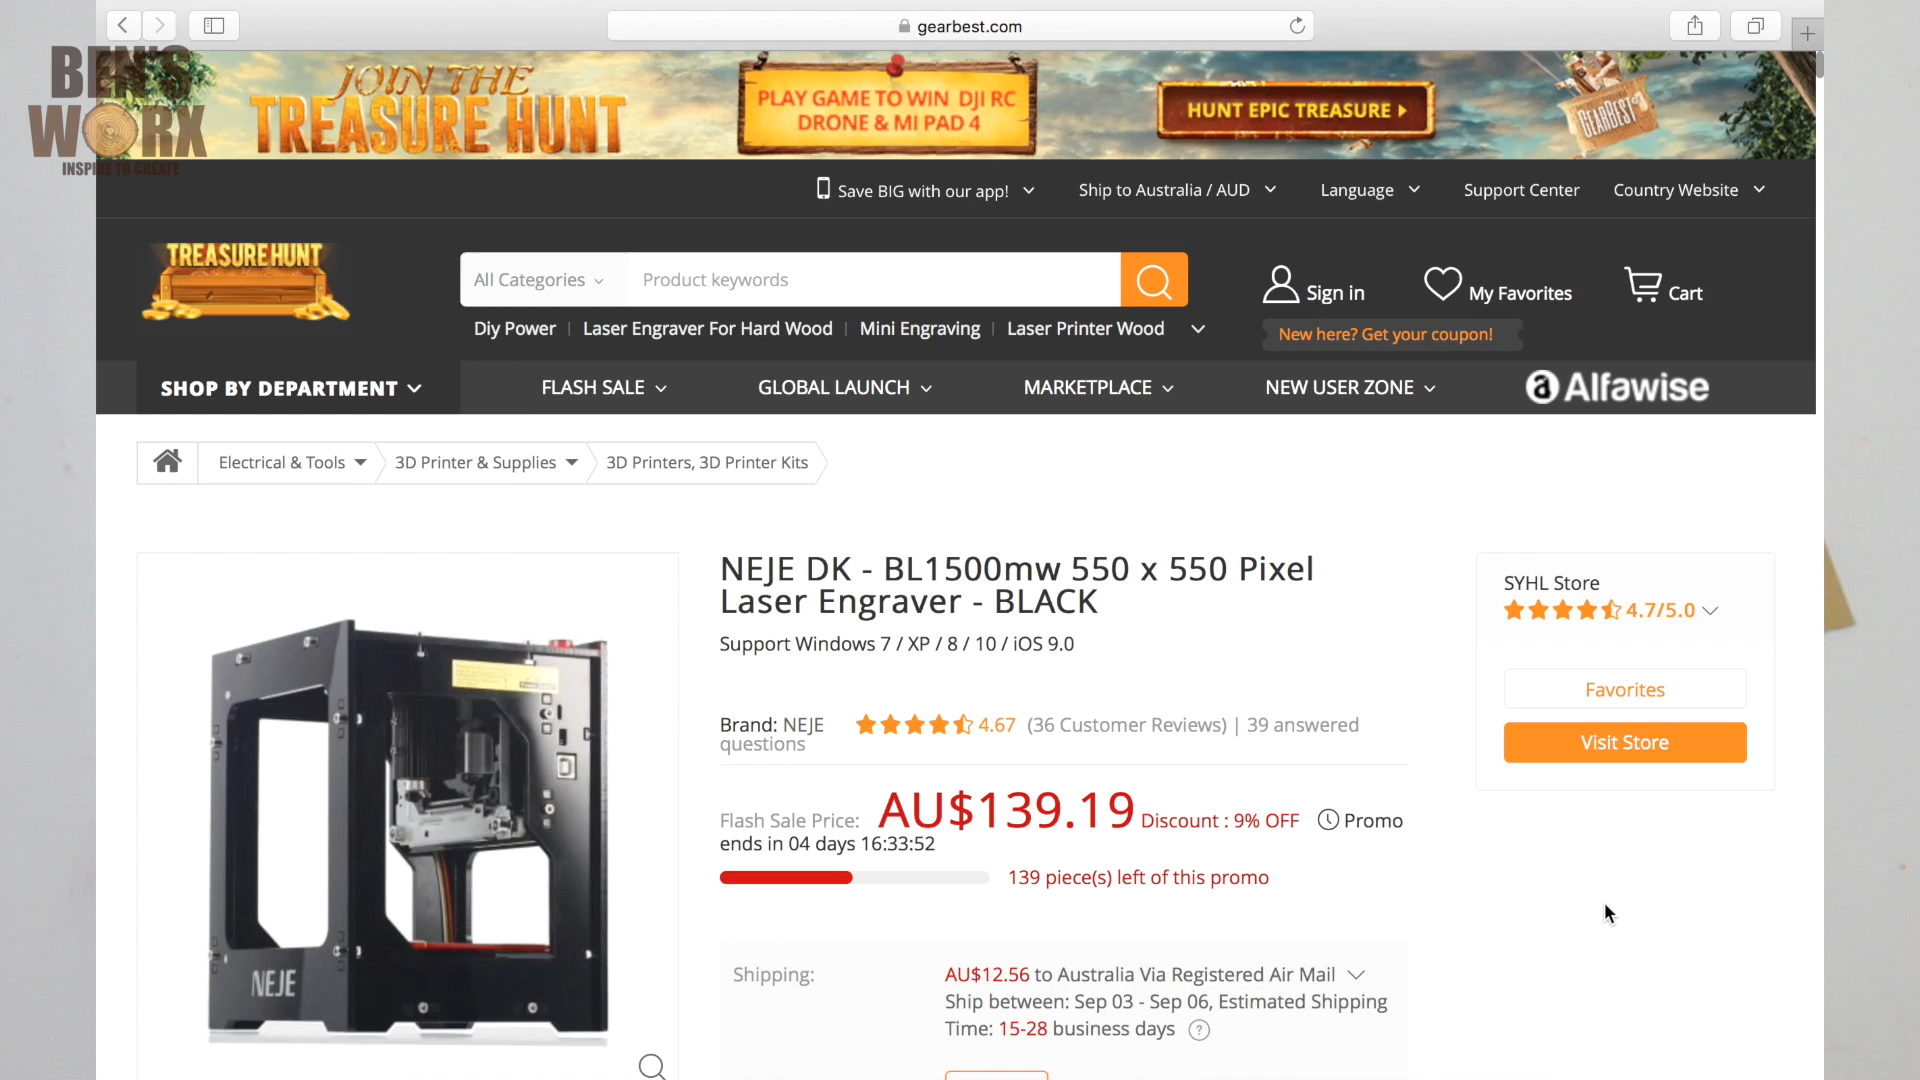 gearbest.com
BEN'S
WORX
INSPIRE TO CREATE
JOIN THE
TREASURE HUNT
PLAY GAME TO WIN DJI RC
DRONE & MI PAD 4
HUNT EPIC TREASURE
GEARBEST
Save BIG with our app!
Ship to Australia / AUD
Language
Support Center
Country Website
TREASURE HUNT
All Categories
Product keywords
Sign in
My Favorites
Cart
Diy Power | Laser Engraver For Hard Wood | Mini Engraving | Laser Printer Wood
New here? Get your coupon!
SHOP BY DEPARTMENT
FLASH SALE
GLOBAL LAUNCH
MARKETPLACE
NEW USER ZONE
a Alfawise
Electrical & Tools
3D Printer & Supplies
3D Printers, 3D Printer Kits
NEJE DK - BL1500mw 550 x 550 Pixel
Laser Engraver - BLACK
Support Windows 7 / XP / 8 / 10 / iOS 9.0
Brand: NEJE 4.67 (36 Customer Reviews) | 39 answered
questions
Flash Sale Price: AU$139.19 Discount : 9% OFF Promo
ends in 04 days 16:33:52
139 piece(s) left of this promo
Shipping: AU$12.56 to Australia Via Registered Air Mail
Ship between: Sep 03 - Sep 06, Estimated Shipping
Time: 15-28 business days ?
SYHL Store
4.7/5.0
Favorites
Visit Store
NEJE